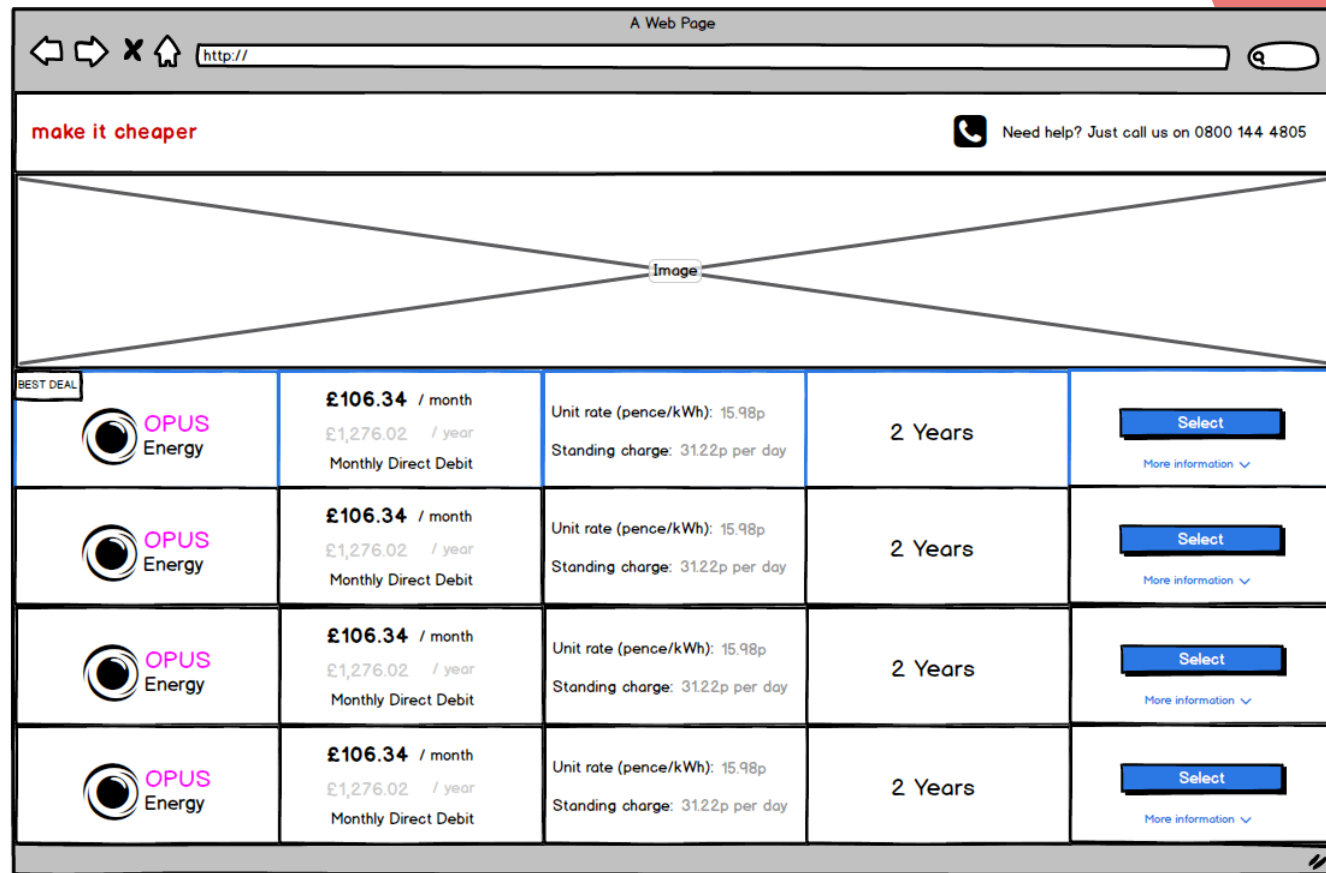 A Web Page
http://
make it cheaper
Need help? Just call us on 0800 144 4805
Image
BEST DEAL
OPUS
Energy
£106.34 / month
£1,276.02 / year
Monthly Direct Debit
Unit rate (pence/kWh): 15.98p
Standing charge: 31.22p per day
2 Years
Select
More information
OPUS
Energy
£106.34 / month
£1,276.02 / year
Monthly Direct Debit
Unit rate (pence/kWh): 15.98p
Standing charge: 31.22p per day
2 Years
Select
More information
OPUS
Energy
£106.34 / month
£1,276.02 / year
Monthly Direct Debit
Unit rate (pence/kWh): 15.98p
Standing charge: 31.22p per day
2 Years
Select
More information
OPUS
Energy
£106.34 / month
£1,276.02 / year
Monthly Direct Debit
Unit rate (pence/kWh): 15.98p
Standing charge: 31.22p per day
2 Years
Select
More information